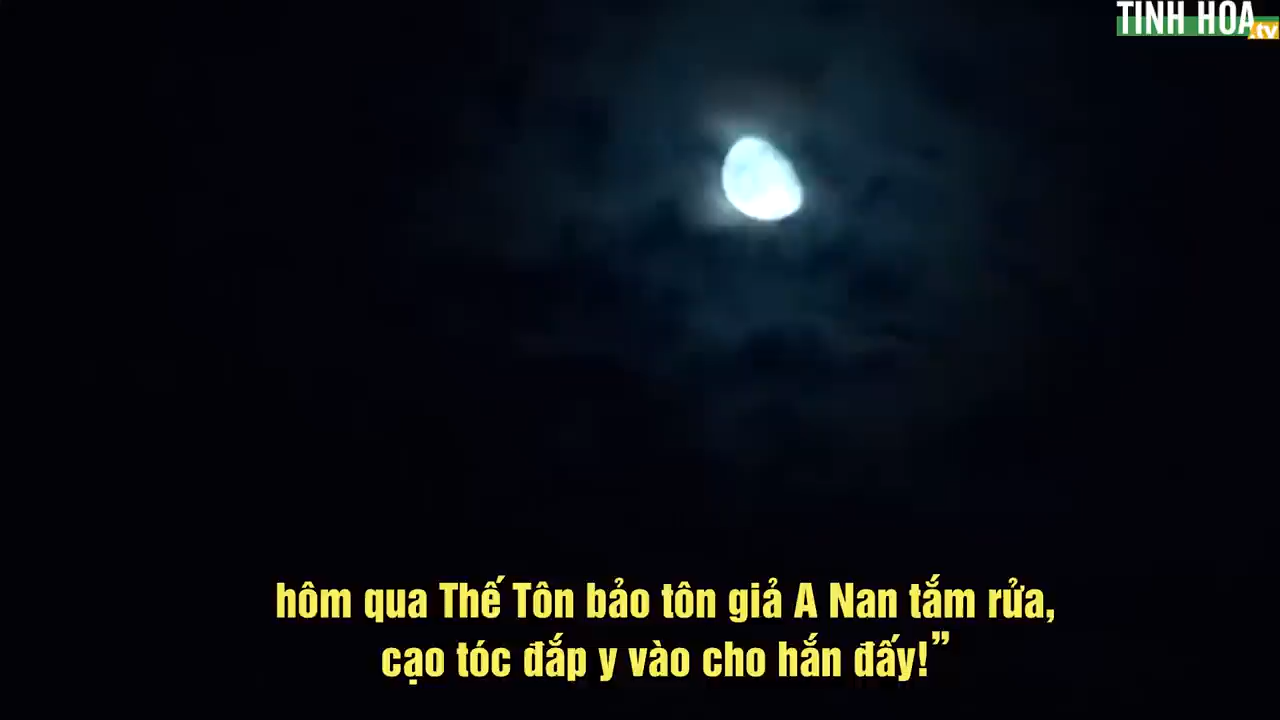 TINH HOA
.tv
hôm qua Thế Tôn bảo tôn giả A Nan tắm rửa,
cạo tóc đắp y vào cho hắn đấy!”